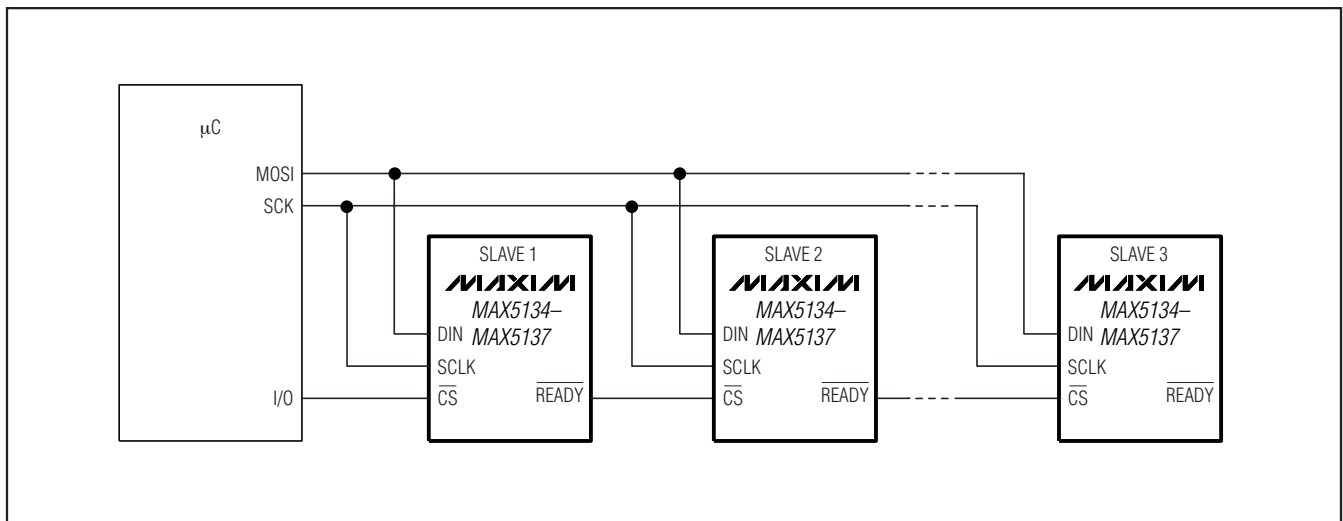 μC
MOSI
SCK
I/O
SLAVE 1
MAXIM
MAX5134–
MAX5137
DIN
SCLK
CS
READY
SLAVE 2
MAXIM
MAX5134–
MAX5137
DIN
SCLK
CS
READY
SLAVE 3
MAXIM
MAX5134–
MAX5137
DIN
SCLK
CS
READY